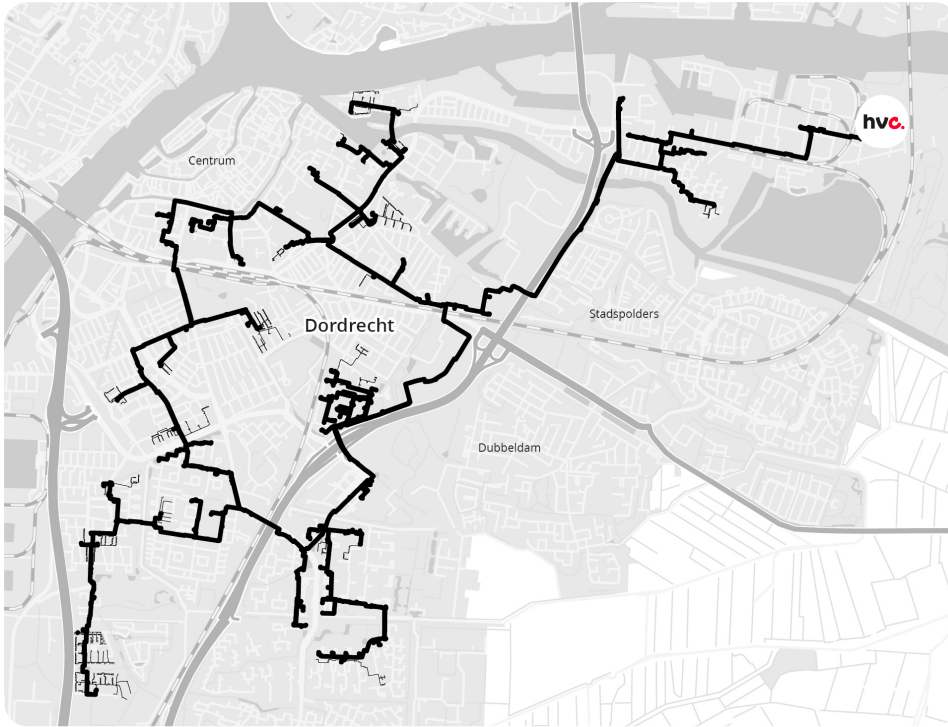 hvc.
Centrum
Stadspolders
Dordrecht
Dubbeldam